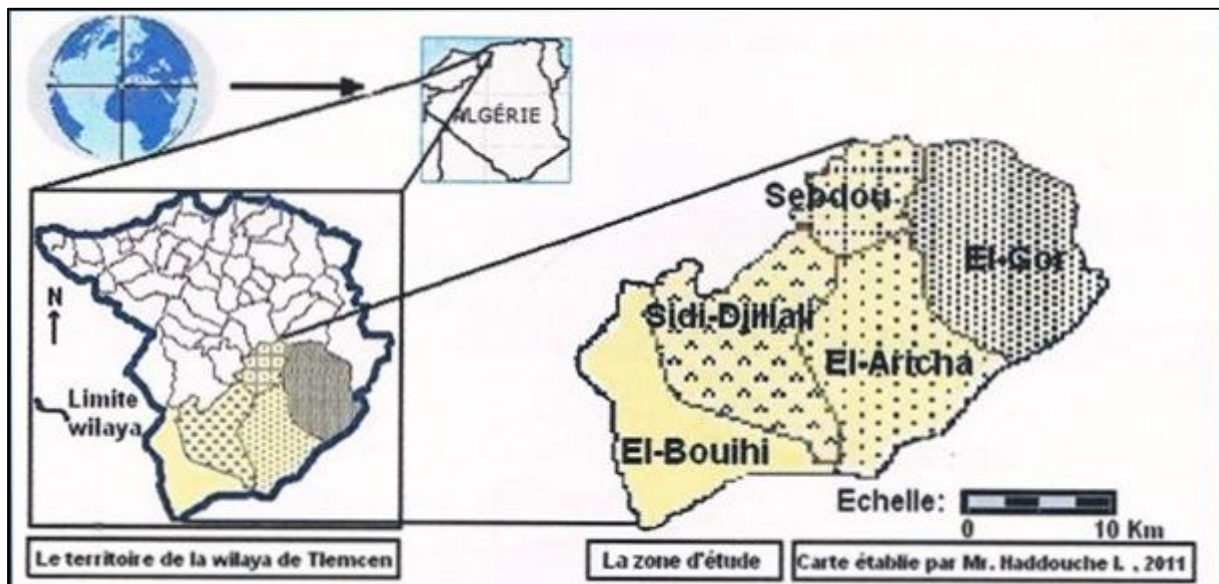 ALGÉRIE
N
Limite
wilaya
Sebdou
El-Gor
Sidi-Djillali
El-Aricha
El-Bouihi
Echelle:
0 10 Km
Le territoire de la wilaya de Tlemcen
La zone d'étude
Carte établie par Mr. Haddouche I. , 2011